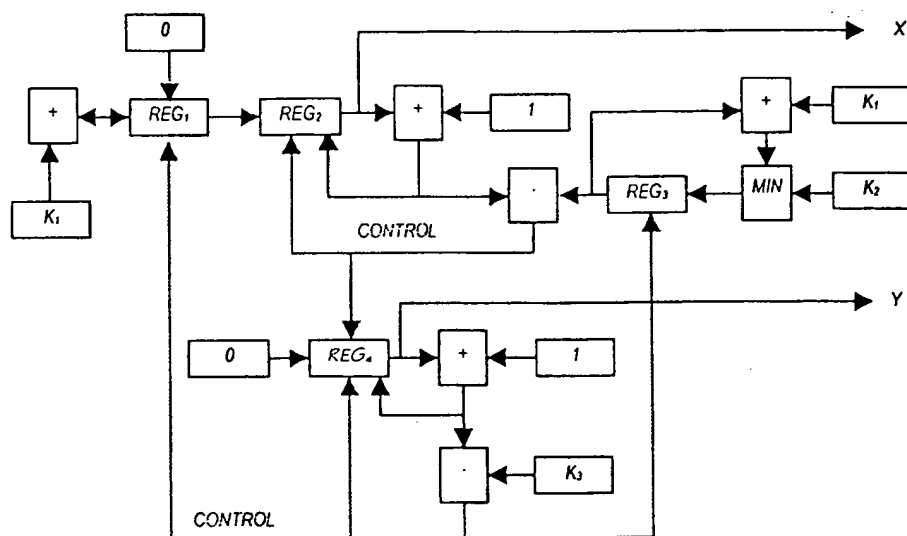 0
X
+
REG₁
REG₂
+
1
+
K₁
K₁
REG₃
MIN
K₂
CONTROL
Y
0
REG₄
+
1
K₃
CONTROL